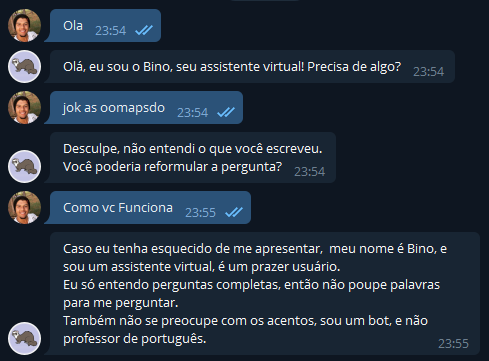 Ola 23:54
Olá, eu sou o Bino, seu assistente virtual! Precisa de algo? 23:54
jok as oomapsdo 23:54
Desculpe, não entendi o que você escreveu.
Você poderia reformular a pergunta? 23:54
Como vc Funciona 23:55
Caso eu tenha esquecido de me apresentar, meu nome é Bino, e
sou um assistente virtual, é um prazer usuário.
Eu só entendo perguntas completas, então não poupe palavras
para me perguntar.
Também não se preocupe com os acentos, sou um bot, e não
professor de português. 23:55